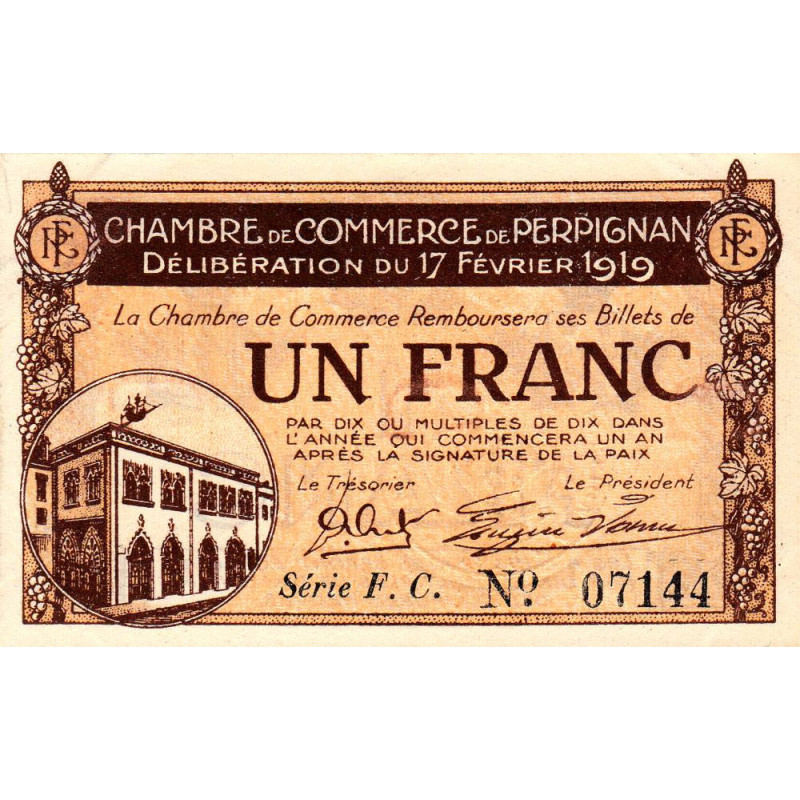 CHAMBRE DE COMMERCE DE PERPIGNAN
DÉLIBÉRATION DU 17 FÉVRIER 1919
La Chambre de Commerce Remboursera ses Billets de
UN FRANC
PAR DIX OU MULTIPLES DE DIX DANS
L'ANNÉE QUI COMMENCERA UN AN
APRÈS LA SIGNATURE DE LA PAIX
Le Trésorier Le Président
Série F. C. Nº. 07144